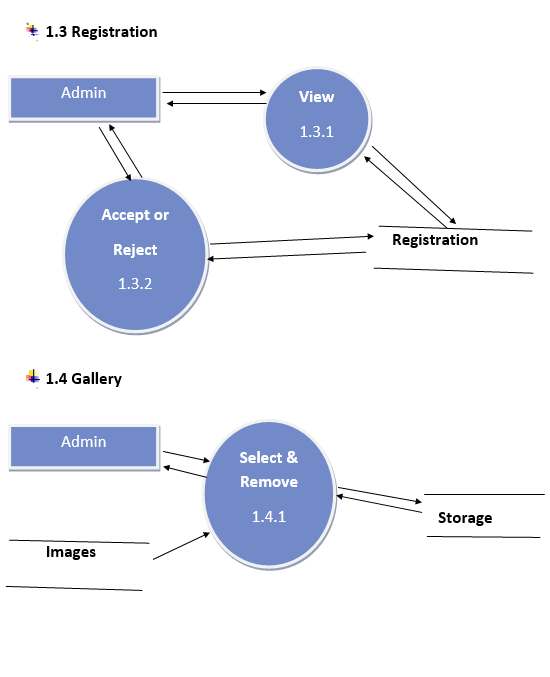 1.3 Registration
Admin
View
1.3.1
Accept or
Reject
1.3.2
Registration
1.4 Gallery
Admin
Select &
Remove
1.4.1
Storage
Images